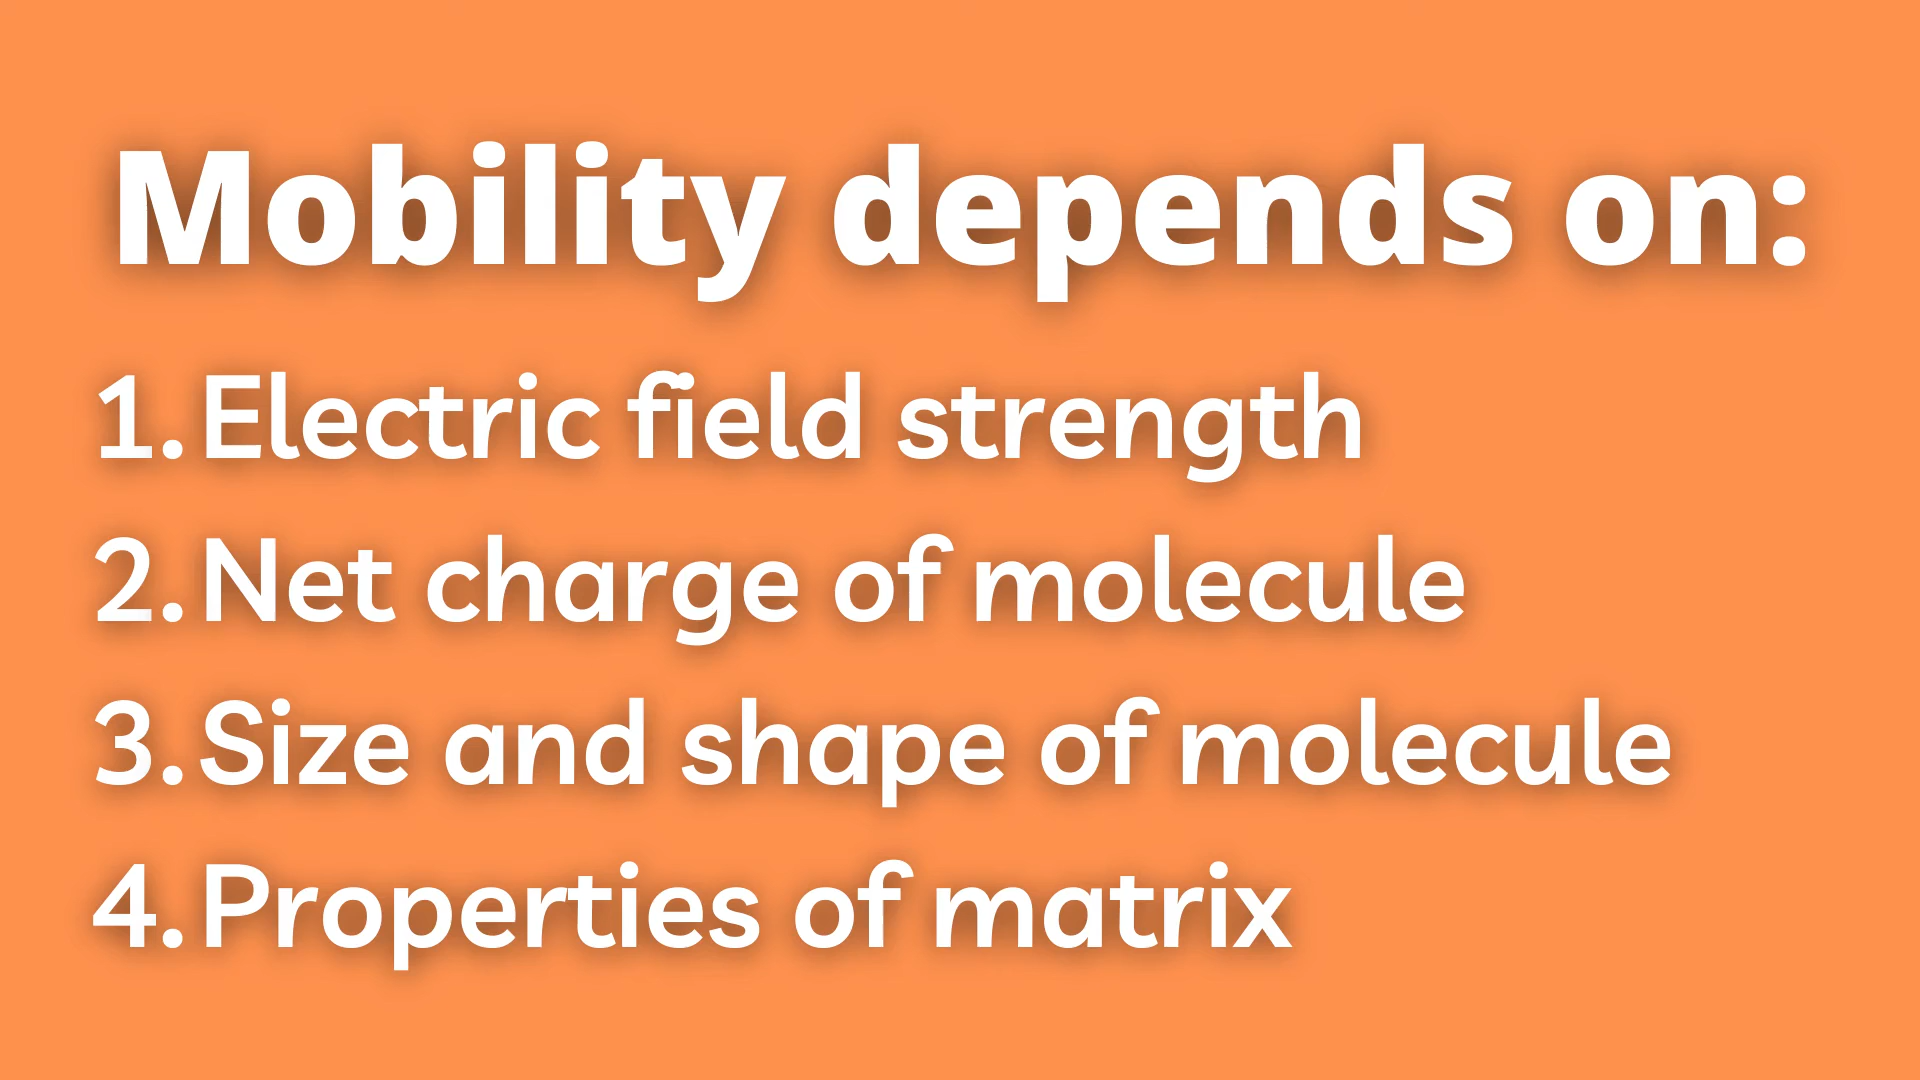 Mobility depends on:
1. Electric field strength
2. Net charge of molecule
3. Size and shape of molecule
4. Properties of matrix